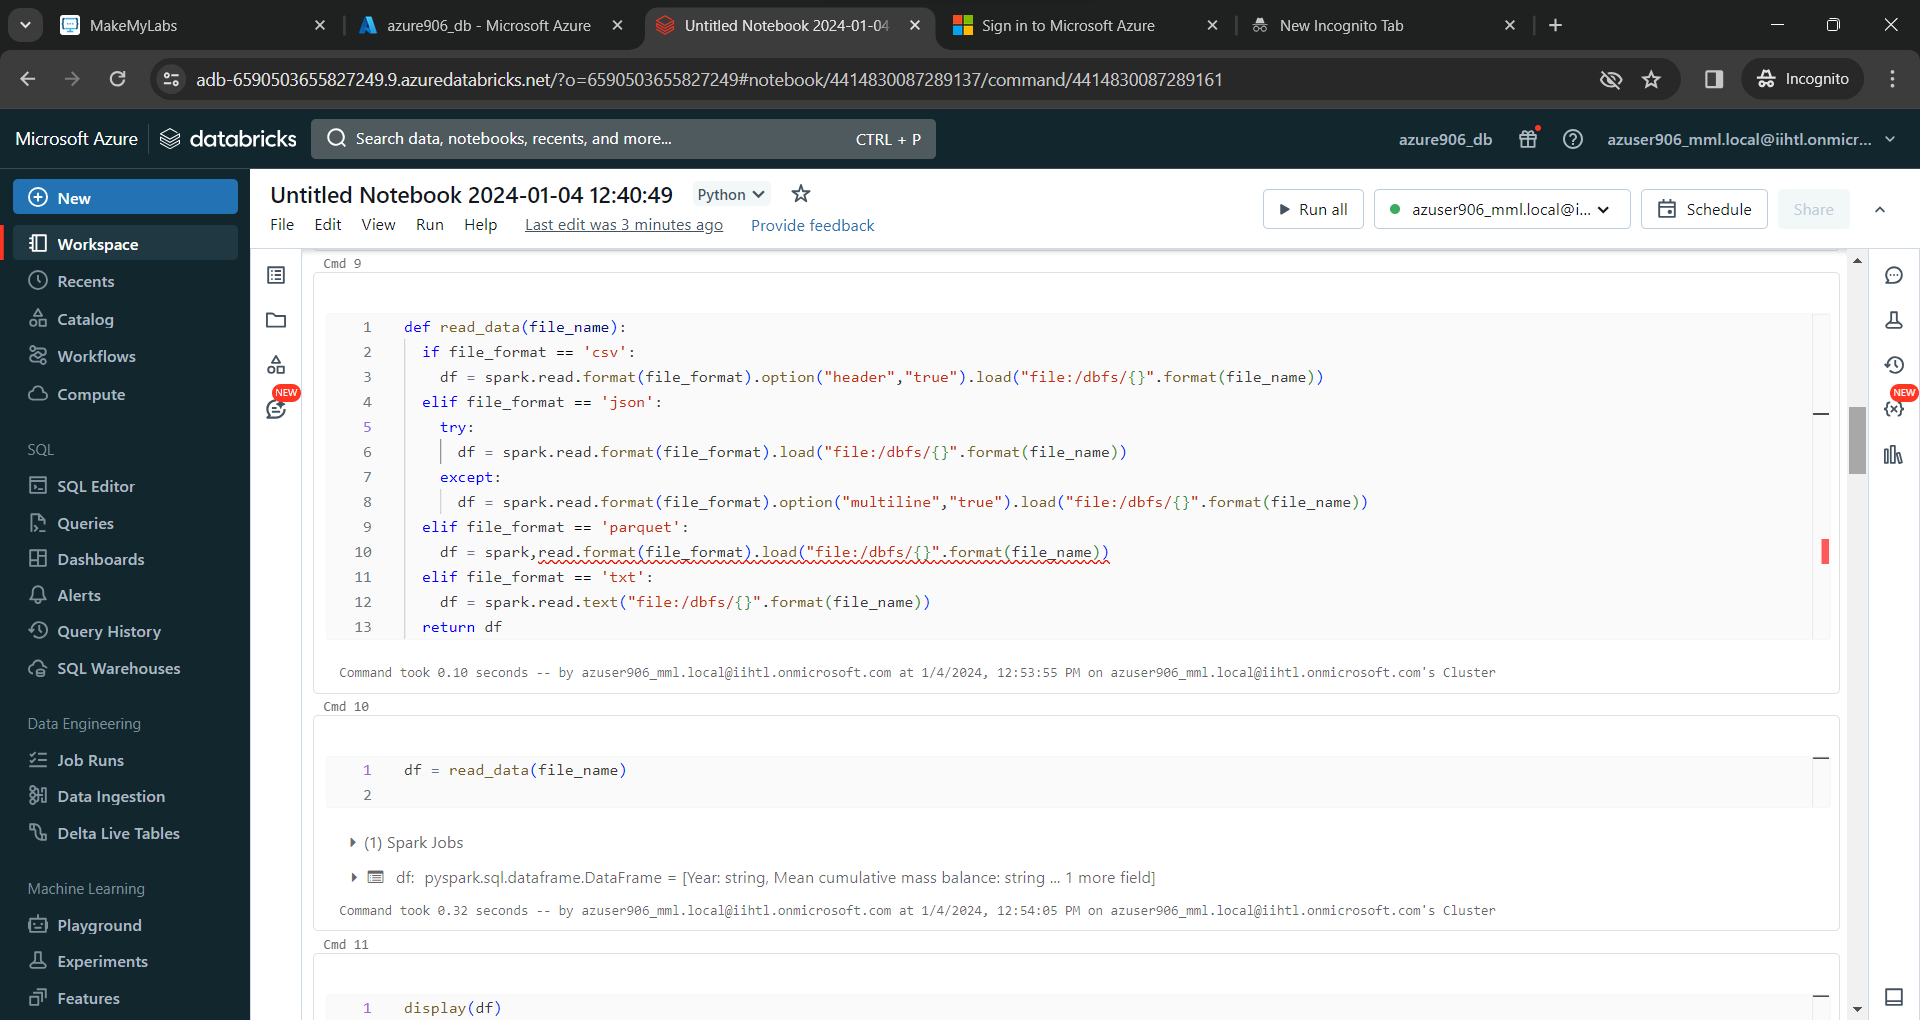 MakeMyLabs
azure906_db - Microsoft Azure
Untitled Notebook 2024-01-04
Sign in to Microsoft Azure
New Incognito Tab
adb-6590503655827249.9.azuredatabricks.net/?o=6590503655827249#notebook/4414830087289137/command/4414830087289161
Incognito
Microsoft Azure
databricks
Search data, notebooks, recents, and more...
CTRL + P
azure906_db
azuser906_mml.local@iihtl.onmicr...
New
Workspace
Recents
Catalog
Workflows
Compute
SQL
SQL Editor
Queries
Dashboards
Alerts
Query History
SQL Warehouses
Data Engineering
Job Runs
Data Ingestion
Delta Live Tables
Machine Learning
Playground
Experiments
Features
Untitled Notebook 2024-01-04 12:40:49
Python
File Edit View Run Help Last edit was 3 minutes ago Provide feedback
Run all
azuser906_mml.local@i...
Schedule
Share
NEW
NEW
Cmd 9
1 def read_data(file_name):
2 if file_format == 'csv':
3 df = spark.read.format(file_format).option("header","true").load("file:/dbfs/{}".format(file_name))
4 elif file_format == 'json':
5 try:
6 df = spark.read.format(file_format).load("file:/dbfs/{}".format(file_name))
7 except:
8 df = spark.read.format(file_format).option("multiline","true").load("file:/dbfs/{}".format(file_name))
9 elif file_format == 'parquet':
10 df = spark,read.format(file_format).load("file:/dbfs/{}".format(file_name))
11 elif file_format == 'txt':
12 df = spark.read.text("file:/dbfs/{}".format(file_name))
13 return df
Command took 0.10 seconds -- by azuser906_mml.local@iihtl.onmicrosoft.com at 1/4/2024, 12:53:55 PM on azuser906_mml.local@iihtl.onmicrosoft.com's Cluster
Cmd 10
1 df = read_data(file_name)
2
(1) Spark Jobs
df: pyspark.sql.dataframe.DataFrame = [Year: string, Mean cumulative mass balance: string ... 1 more field]
Command took 0.32 seconds -- by azuser906_mml.local@iihtl.onmicrosoft.com at 1/4/2024, 12:54:05 PM on azuser906_mml.local@iihtl.onmicrosoft.com's Cluster
Cmd 11
1 display(df)